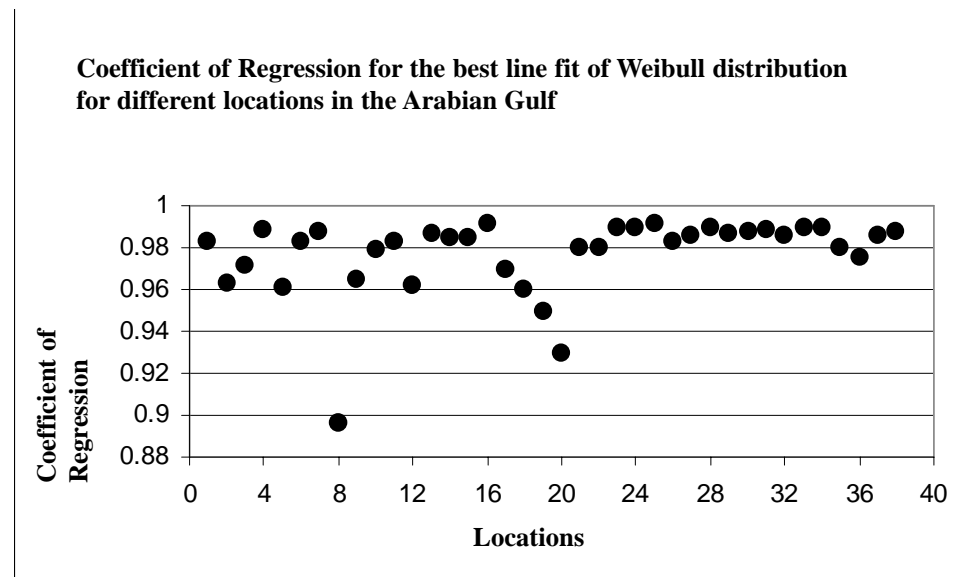 Coefficient of Regression for the best line fit of Weibull distribution
for different locations in the Arabian Gulf
Coefficient of
Regression
1
0.98
0.96
0.94
0.92
0.9
0.88
0 4 8 12 16 20 24 28 32 36 40
Locations